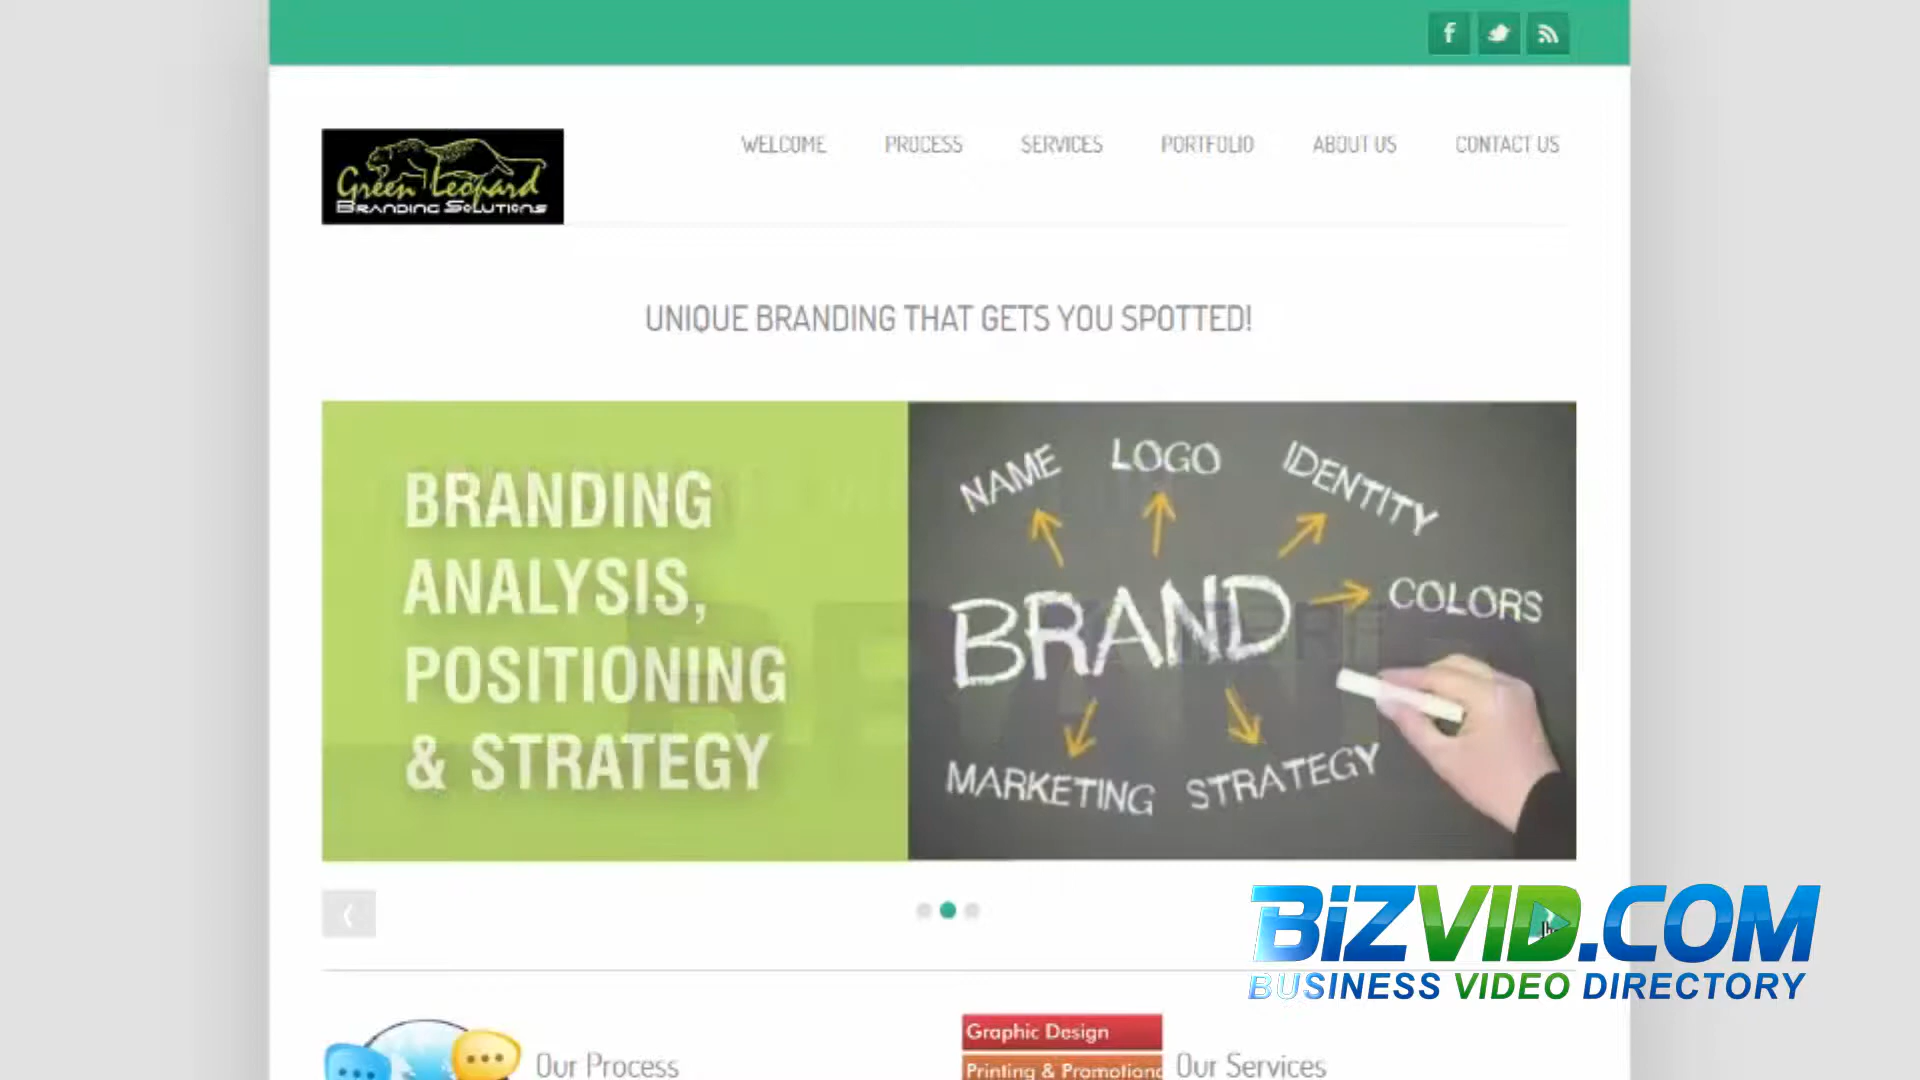 f
Green Leopard
BRANDING SOLUTIONS
WELCOME PROCESS SERVICES PORTFOLIO ABOUT US CONTACT US
UNIQUE BRANDING THAT GETS YOU SPOTTED!
BRANDING
ANALYSIS,
POSITIONING
& STRATEGY
NAME LOGO IDENTITY
BRAND COLORS
MARKETING STRATEGY
BiZVID.COM
BUSINESS VIDEO DIRECTORY
Our Process
Graphic Design
Printing & Promotional
Our Services